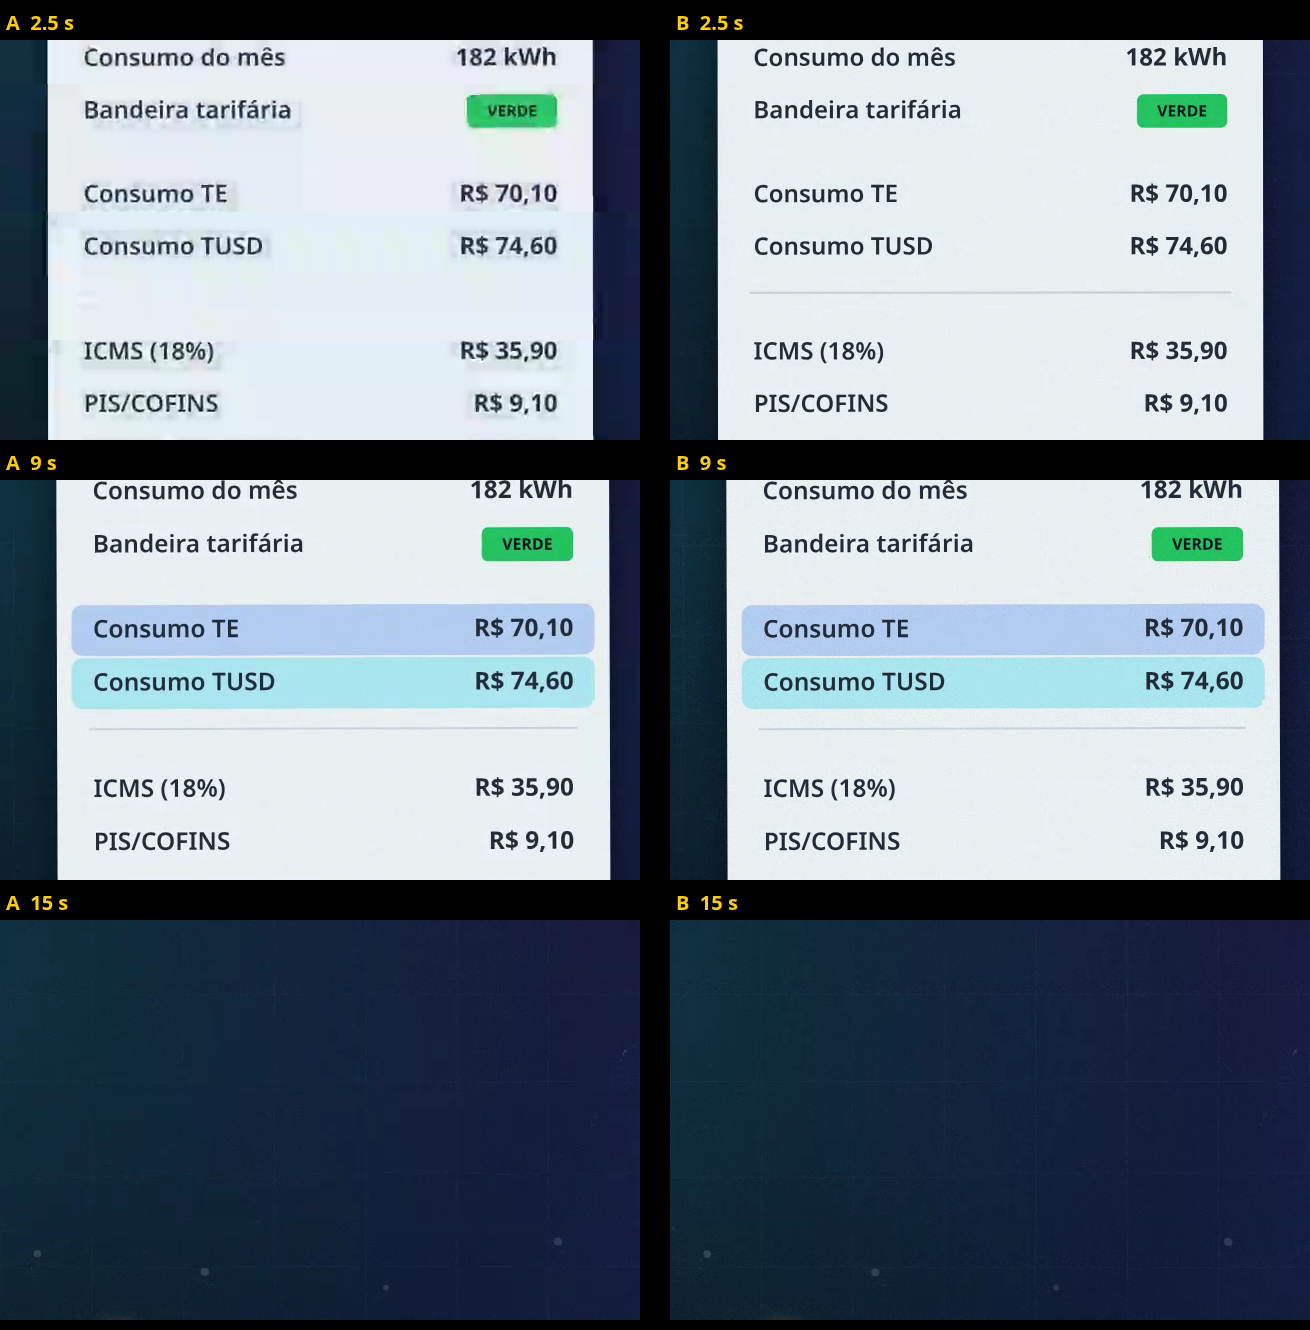 A 2.5 s
B 2.5 s
Consumo do mês 182 kWh
Bandeira tarifária VERDE
Consumo TE R$ 70,10
Consumo TUSD R$ 74,60
ICMS (18%) R$ 35,90
PIS/COFINS R$ 9,10
Consumo do mês 182 kWh
Bandeira tarifária VERDE
Consumo TE R$ 70,10
Consumo TUSD R$ 74,60
ICMS (18%) R$ 35,90
PIS/COFINS R$ 9,10
A 9 s
B 9 s
Consumo do mês 182 kWh
Bandeira tarifária VERDE
Consumo TE R$ 70,10
Consumo TUSD R$ 74,60
ICMS (18%) R$ 35,90
PIS/COFINS R$ 9,10
Consumo do mês 182 kWh
Bandeira tarifária VERDE
Consumo TE R$ 70,10
Consumo TUSD R$ 74,60
ICMS (18%) R$ 35,90
PIS/COFINS R$ 9,10
A 15 s
B 15 s